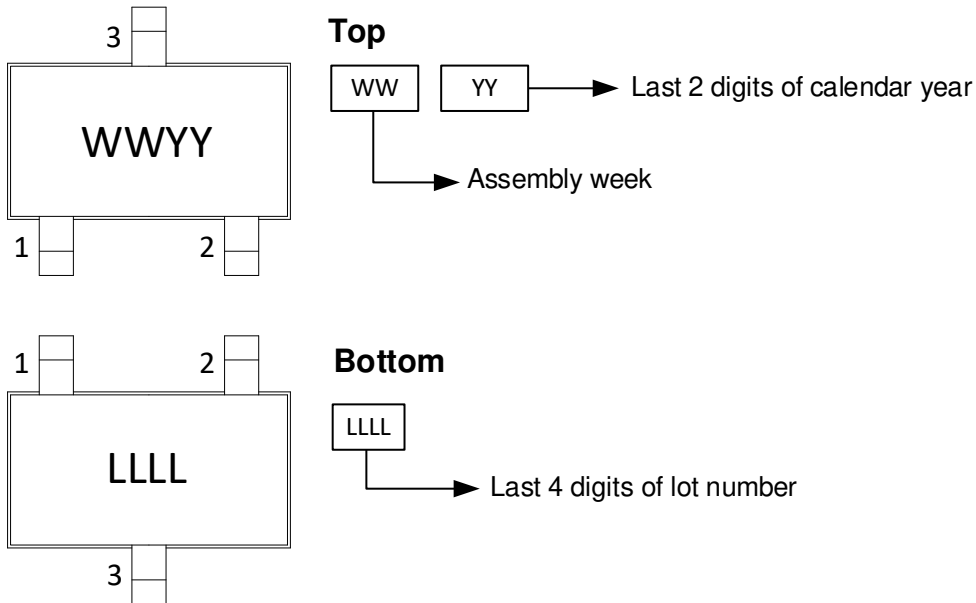 3
Top
WW YY Last 2 digits of calendar year
WWYY
Assembly week
1 2
1 2
Bottom
LLLL
LLLL
Last 4 digits of lot number
3